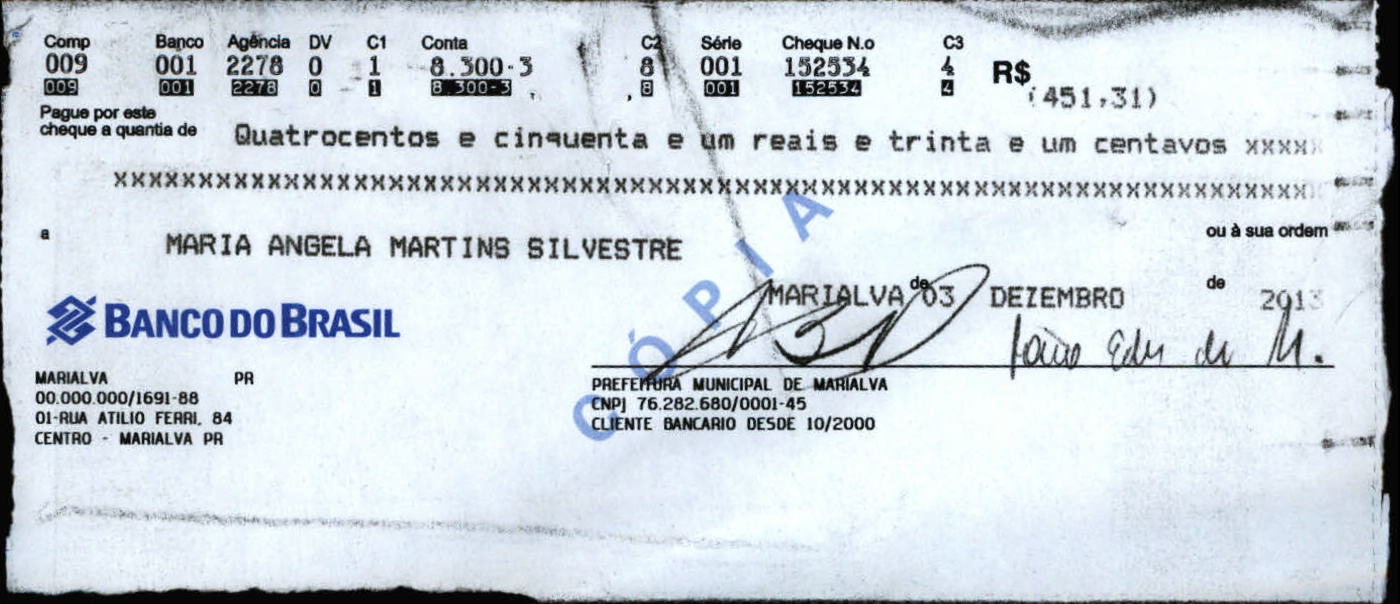 Comp Banco Agência DV C1 Conta C2 Série Cheque N.o C3
009 001 2278 0 1 8.300-3 8 001 152534 4 R$
009 001 2278 0 1 8 300-3 8 001 152534 4 (451,31)
Pague por este
cheque a quantia de Quatrocentos e cinquenta e um reais e trinta e um centavos xxxxx
xxxxxxxxxxxxxxxxxxxxxxxxxxxxxxxxxxxxxxxxxxxxxxxxxxxxxxxxxxxxxxxxxxxxxxxxxxxxxxxxxxxx
a MARIA ANGELA MARTINS SILVESTRE ou à sua ordem
MARIALVA de 03 DEZEMBRO de 2013
CÓPIA
BANCO DO BRASIL
MARIALVA PR
00.000.000/1691-88
01-RUA ATILIO FERRI, 84
CENTRO - MARIALVA PR
PREFEITURA MUNICIPAL DE MARIALVA
CNPJ 76.282.680/0001-45
CLIENTE BANCARIO DESDE 10/2000